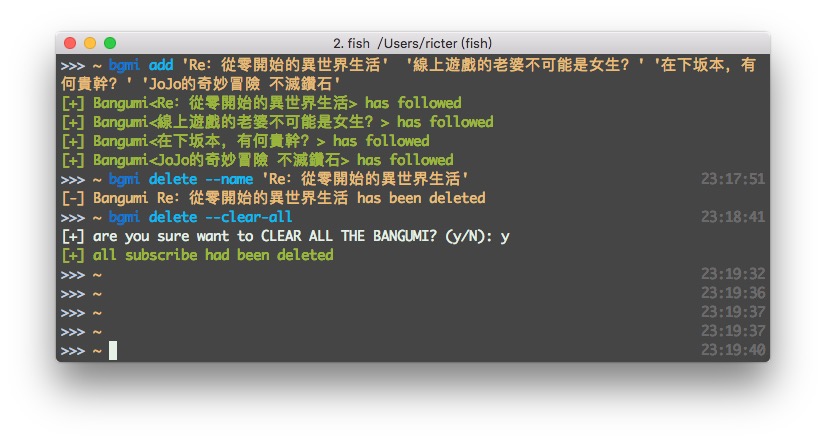 2. fish /Users/ricter (fish)
>>> ~ bgmi add 'Re: 從零開始的異世界生活' '線上遊戲的老婆不可能是女生？' '在下坂本，有
何貴幹？' 'JoJo的奇妙冒險 不滅鑽石'
[+] Bangumi<Re: 從零開始的異世界生活> has followed
[+] Bangumi<線上遊戲的老婆不可能是女生？> has followed
[+] Bangumi<在下坂本，有何貴幹？> has followed
[+] Bangumi<JoJo的奇妙冒險 不滅鑽石> has followed
>>> ~ bgmi delete --name 'Re: 從零開始的異世界生活' 23:17:51
[-] Bangumi Re: 從零開始的異世界生活 has been deleted
>>> ~ bgmi delete --clear-all 23:18:41
[+] are you sure want to CLEAR ALL THE BANGUMI? (y/N): y
[+] all subscribe had been deleted
>>> ~ 23:19:32
>>> ~ 23:19:36
>>> ~ 23:19:37
>>> ~ 23:19:37
>>> ~ 23:19:40